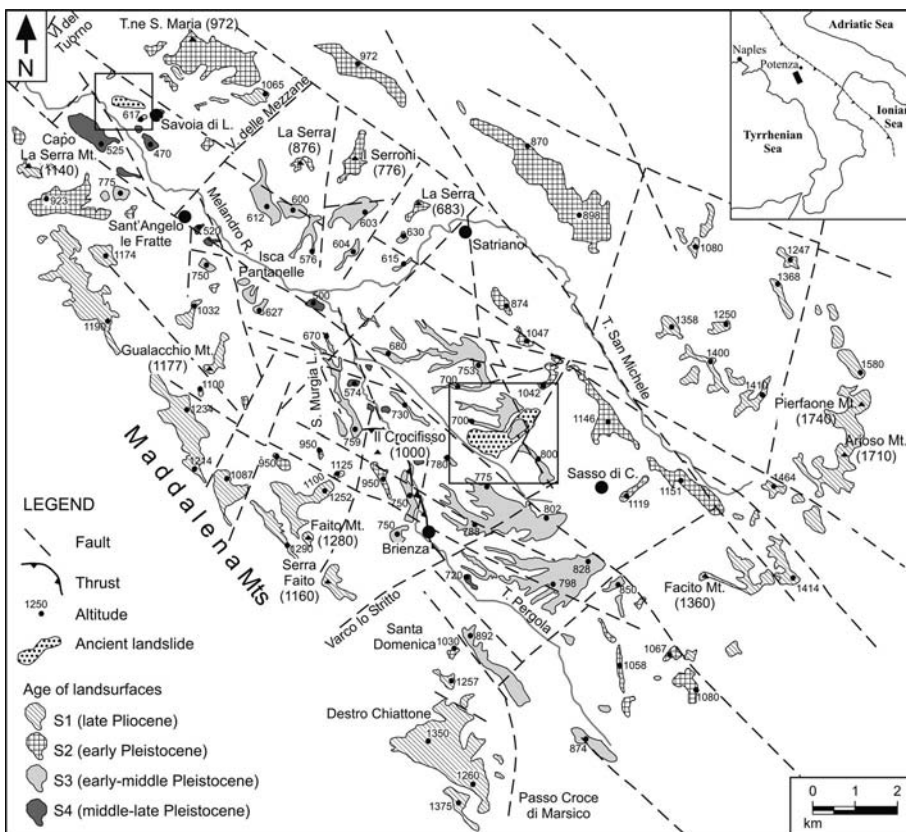 N
Vl del
Tuorno
T.ne S. Maria (972)
972
1065
V. delle Mezzane
617
Savoia di L.
Capo
La Serra Mt.
(1140)
525
470
775
923
Sant'Angelo
le Fratte
520
Melandro R.
La Serra
(876)
Il Serroni
(776)
600
612
603
La Serra
(683)
630
604
576
615
Isca
Pantanelle
Satriano
870
898
1080
1247
1368
1174
750
1032
627
500
874
1047
1358
1250
1400
1410
1580
1190
Gualacchio Mt.
(1177)
670
680
S. Murgia L.
574
753
700
1042
T. San Michele
Pierfaone Mt.
(1740)
Arioso Mt.
(1710)
1100
1234
730
700
1146
759
Il Crocifisso
(1000)
780
800
1214
950
950
1125
1087
1100
1252
950
750
775
Sasso di C.
1119
1151
1464
Maddalena Mts
Faito Mt.
(1280)
1290
750
Brienza
788
802
Serra
Faito
(1160)
720
828
798
850
Facito Mt.
(1360)
1414
Varco lo Stritto
T. Pergola
Santa
Domenica
892
1030
1067
1058
1080
1257
Destro Chiattone
1350
874
1260
1375
Passo Croce
di Marsico
LEGEND
Fault
Thrust
1250
Altitude
Ancient landslide
Age of landsurfaces
S1 (late Pliocene)
S2 (early Pleistocene)
S3 (early-middle Pleistocene)
S4 (middle-late Pleistocene)
Adriatic Sea
Naples
Potenza
Ionian
Sea
Tyrrhenian
Sea
0 1 2
km